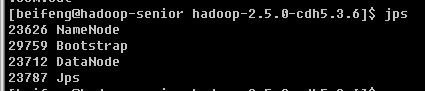 [beifeng@hadoop-senior hadoop-2.5.0-cdh5.3.6]$ jps
23626 NameNode
29759 Bootstrap
23712 DataNode
23787 Jps